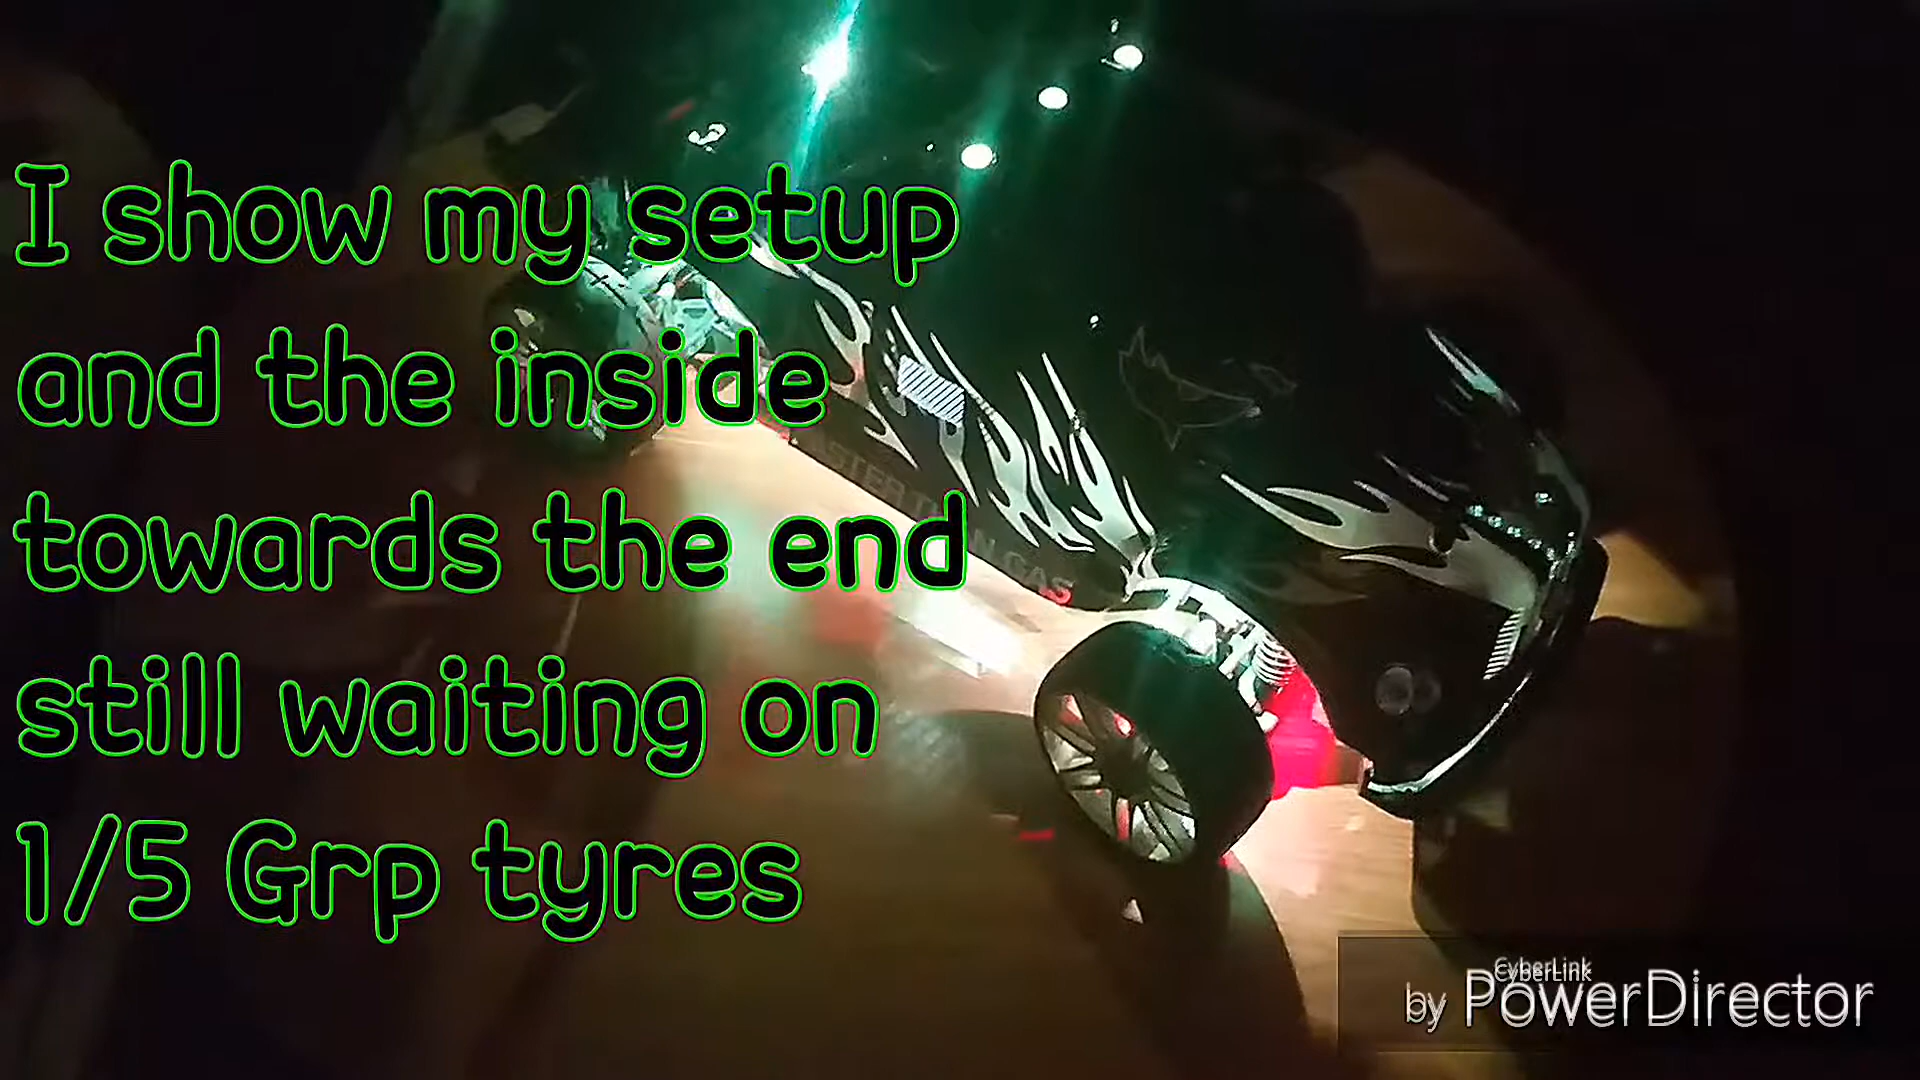 I show my setup
and the inside
towards the end
still waiting on
1/5 Grp tyres
GAS
CyberLink
by PowerDirector